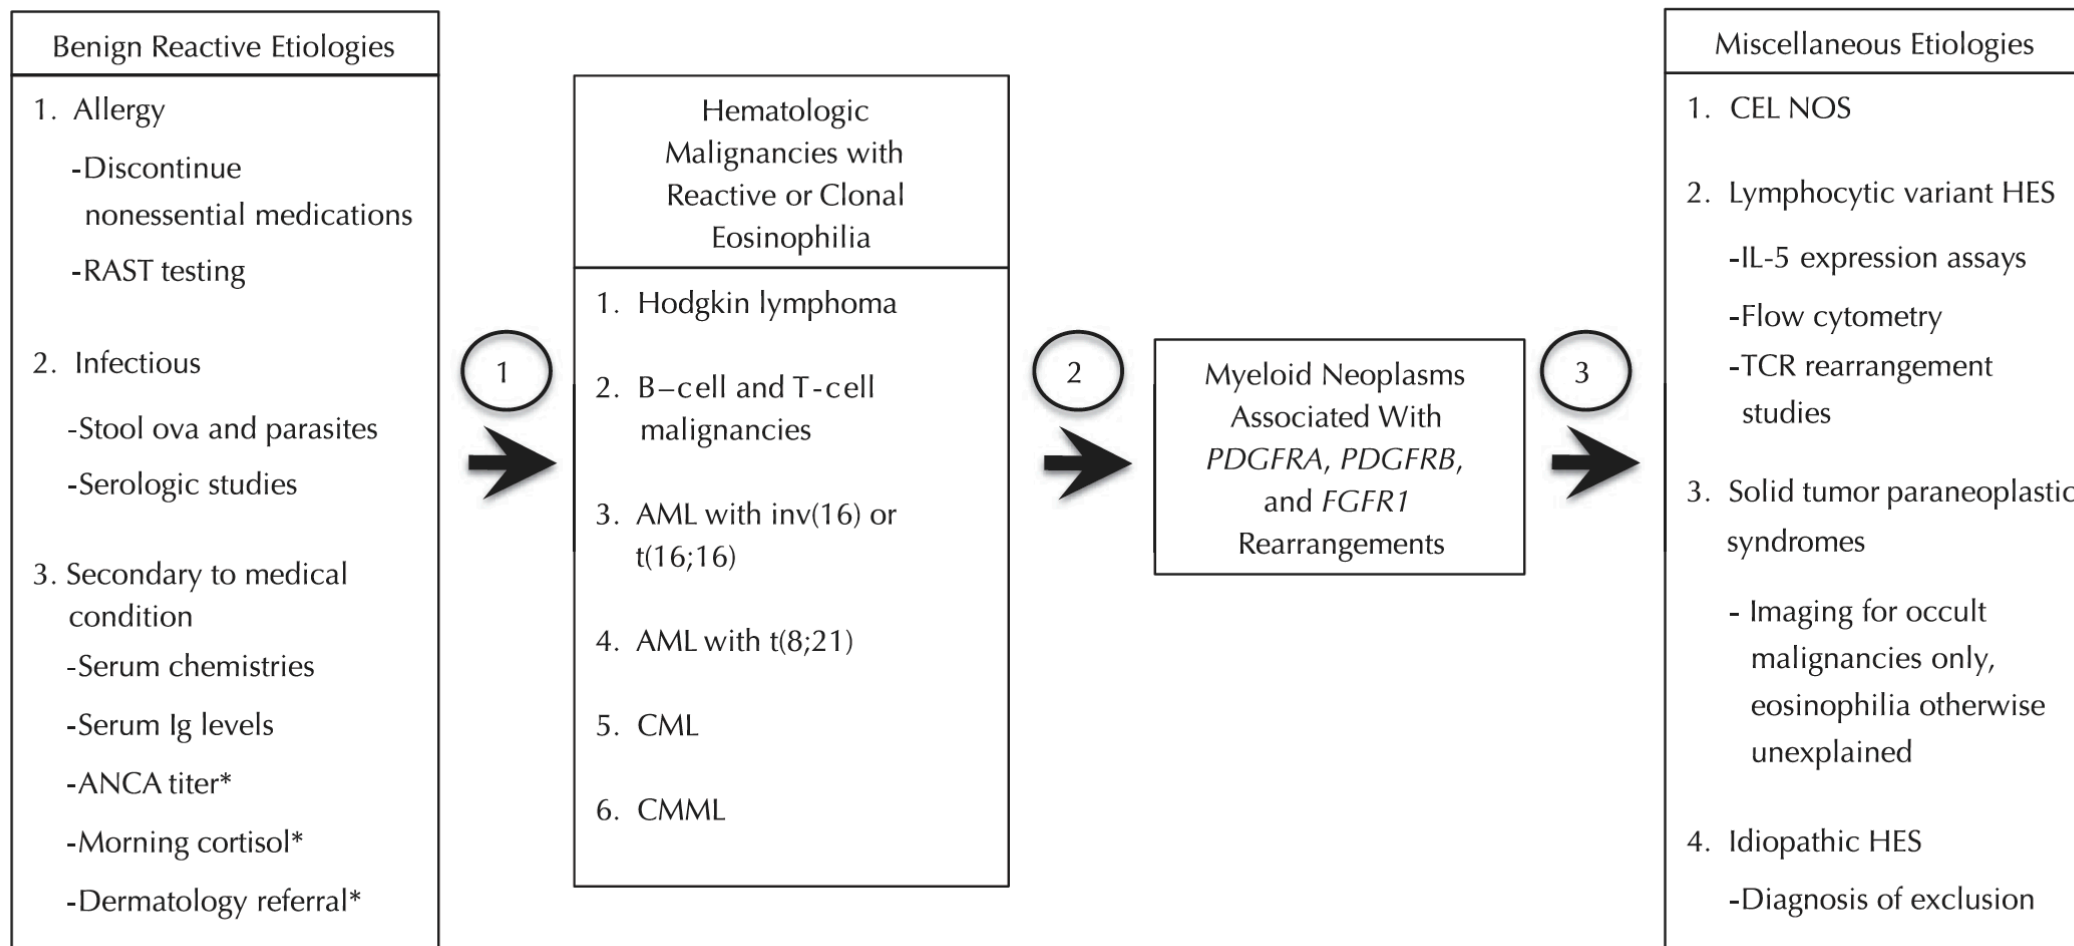 Benign Reactive Etiologies
1. Allergy
-Discontinue
nonessential medications
-RAST testing
2. Infectious
-Stool ova and parasites
-Serologic studies
3. Secondary to medical
condition
-Serum chemistries
-Serum Ig levels
-ANCA titer*
-Morning cortisol*
-Dermatology referral*
1
Hematologic
Malignancies with
Reactive or Clonal
Eosinophilia
1. Hodgkin lymphoma
2. B–cell and T-cell
malignancies
3. AML with inv(16) or
t(16;16)
4. AML with t(8;21)
5. CML
6. CMML
2
Myeloid Neoplasms
Associated With
PDGFRA, PDGFRB,
and FGFR1
Rearrangements
3
Miscellaneous Etiologies
1. CEL NOS
2. Lymphocytic variant HES
-IL-5 expression assays
-Flow cytometry
-TCR rearrangement
studies
3. Solid tumor paraneoplastic
syndromes
- Imaging for occult
malignancies only,
eosinophilia otherwise
unexplained
4. Idiopathic HES
-Diagnosis of exclusion